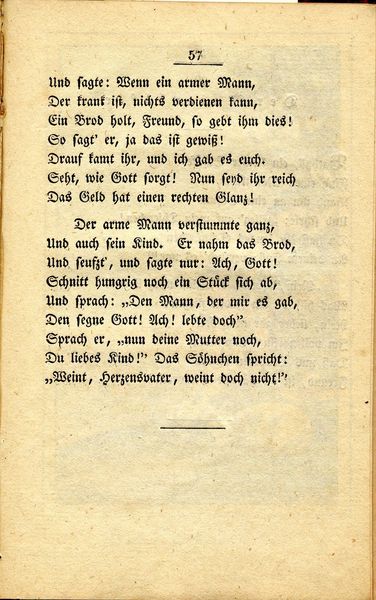 57
Und sagte: Wenn ein armer Mann,
Der krank ist, nichts verdienen kann,
Ein Brod holt, Freund, so gebt ihm dies!
So sagt' er, ja das ist gewiß!
Drauf kamt ihr, und ich gab es euch.
Seht, wie Gott sorgt! Nun seyd ihr reich
Das Geld hat einen rechten Glanz!
Der arme Mann verstummte ganz,
Und auch sein Kind. Er nahm das Brod,
Und seufzt', und sagte nur: Ach, Gott!
Schnitt hungrig noch ein Stück sich ab,
Und sprach: „Den Mann, der mir es gab,
Den segne Gott! Ach! lebte doch”
Sprach er, „nun deine Mutter noch,
Du liebes Kind!” Das Söhnchen spricht:
„Weint, Herzensvater, weint doch nicht!”